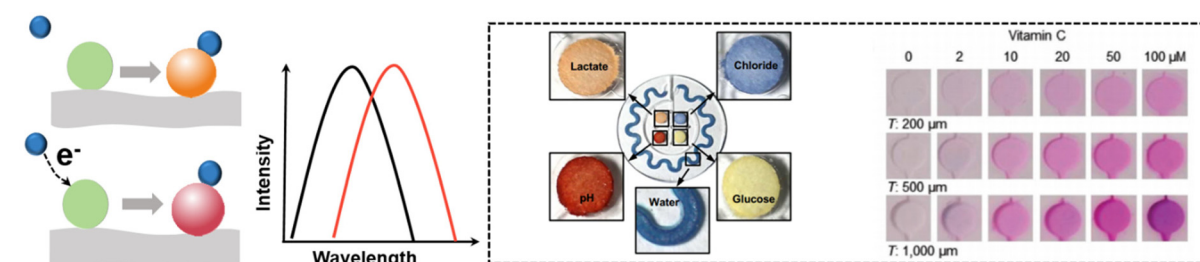 e-
Intensity
Wavelength
Lactate
Chloride
pH
Water
Glucose
Vitamin C
0 2 10 20 50 100 μM
T: 200 μm
T: 500 μm
T: 1,000 μm